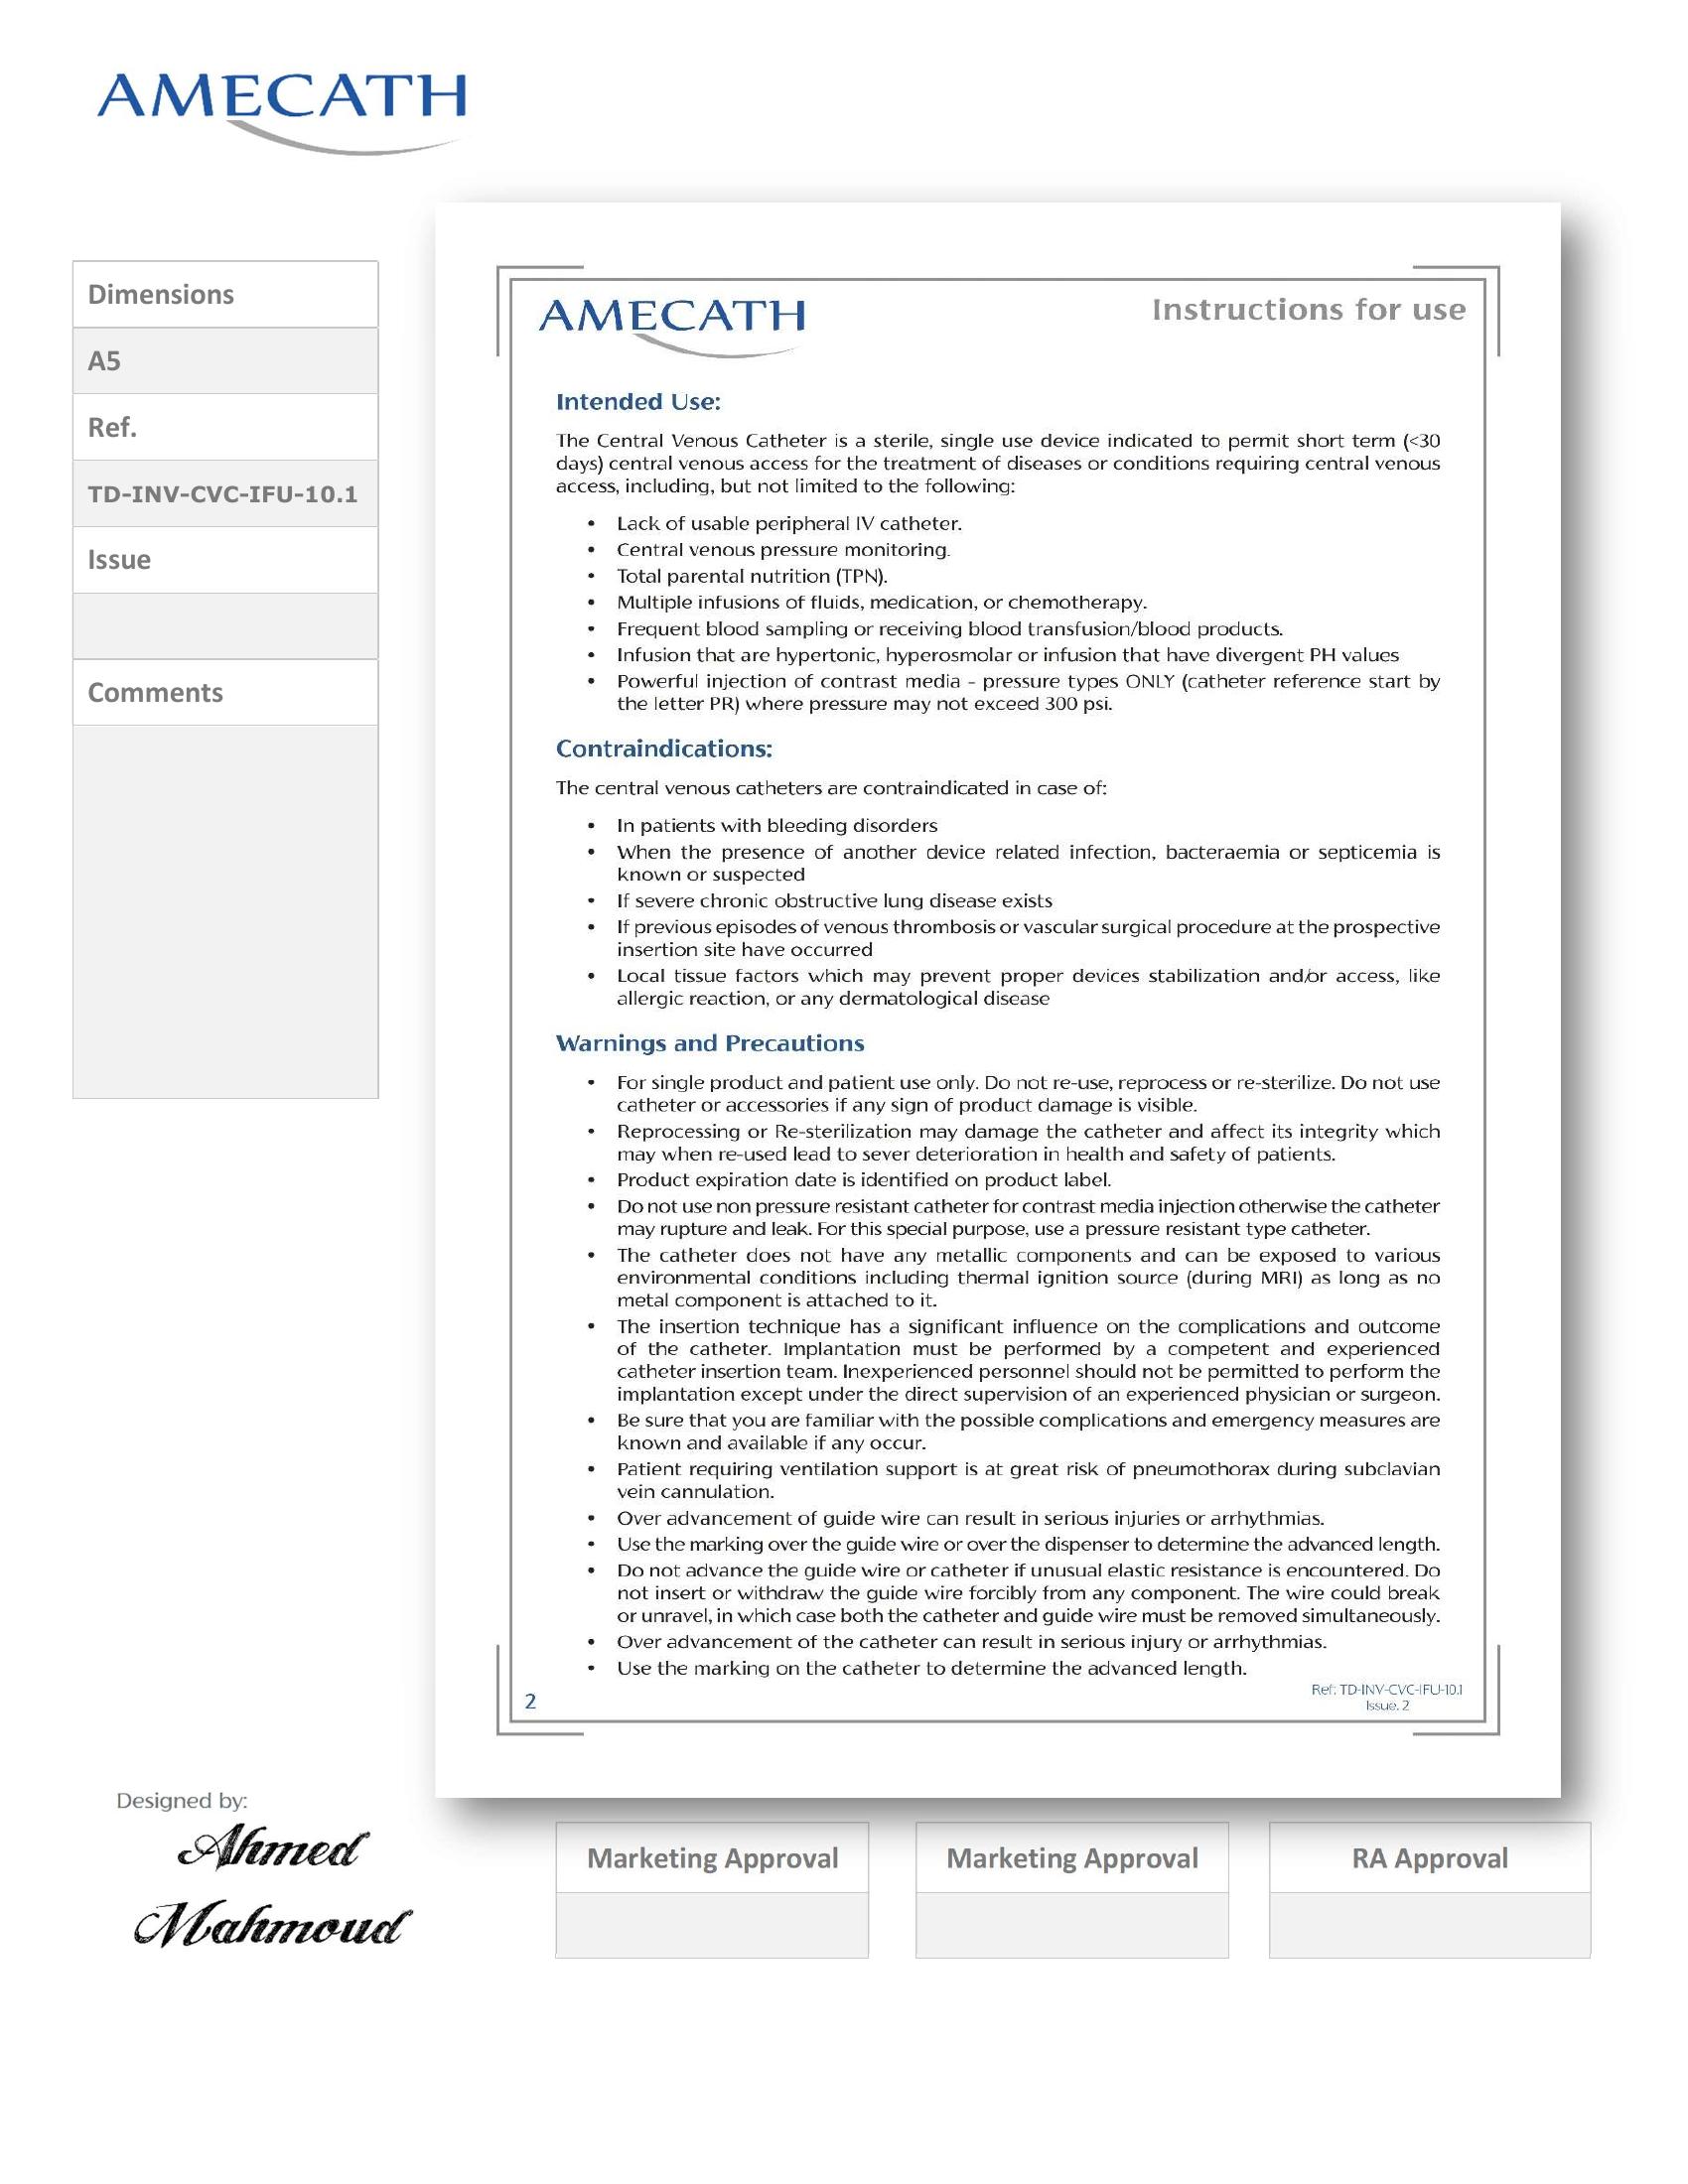 AMECATH
Dimensions
A5
Ref.
TD-INV-CVC-IFU-10.1
Issue
Comments
AMECATH
Instructions for use
Intended Use:
The Central Venous Catheter is a sterile, single use device indicated to permit short term (<30
days) central venous access for the treatment of diseases or conditions requiring central venous
access, including, but not limited to the following:
• Lack of usable peripheral IV catheter.
• Central venous pressure monitoring.
• Total parental nutrition (TPN).
• Multiple infusions of fluids, medication, or chemotherapy.
• Frequent blood sampling or receiving blood transfusion/blood products.
• Infusion that are hypertonic, hyperosmolar or infusion that have divergent PH values
• Powerful injection of contrast media - pressure types ONLY (catheter reference start by
the letter PR) where pressure may not exceed 300 psi.
Contraindications:
The central venous catheters are contraindicated in case of:
• In patients with bleeding disorders
• When the presence of another device related infection, bacteraemia or septicemia is
known or suspected
• If severe chronic obstructive lung disease exists
• If previous episodes of venous thrombosis or vascular surgical procedure at the prospective
insertion site have occurred
• Local tissue factors which may prevent proper devices stabilization and/or access, like
allergic reaction, or any dermatological disease
Warnings and Precautions
• For single product and patient use only. Do not re-use, reprocess or re-sterilize. Do not use
catheter or accessories if any sign of product damage is visible.
• Reprocessing or Re-sterilization may damage the catheter and affect its integrity which
may when re-used lead to sever deterioration in health and safety of patients.
• Product expiration date is identified on product label.
• Do not use non pressure resistant catheter for contrast media injection otherwise the catheter
may rupture and leak. For this special purpose, use a pressure resistant type catheter.
• The catheter does not have any metallic components and can be exposed to various
environmental conditions including thermal ignition source (during MRI) as long as no
metal component is attached to it.
• The insertion technique has a significant influence on the complications and outcome
of the catheter. Implantation must be performed by a competent and experienced
catheter insertion team. Inexperienced personnel should not be permitted to perform the
implantation except under the direct supervision of an experienced physician or surgeon.
• Be sure that you are familiar with the possible complications and emergency measures are
known and available if any occur.
• Patient requiring ventilation support is at great risk of pneumothorax during subclavian
vein cannulation.
• Over advancement of guide wire can result in serious injuries or arrhythmias.
• Use the marking over the guide wire or over the dispenser to determine the advanced length.
• Do not advance the guide wire or catheter if unusual elastic resistance is encountered. Do
not insert or withdraw the guide wire forcibly from any component. The wire could break
or unravel, in which case both the catheter and guide wire must be removed simultaneously.
• Over advancement of the catheter can result in serious injury or arrhythmias.
• Use the marking on the catheter to determine the advanced length.
2
Ref: TD-INV-CVC-IFU-10.1
Issue. 2
Designed by:
Ahmed
Mahmoud
Marketing Approval
Marketing Approval
RA Approval